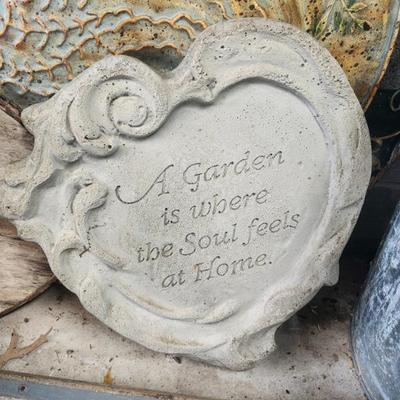 A Garden
is where
the Soul feels
at Home.